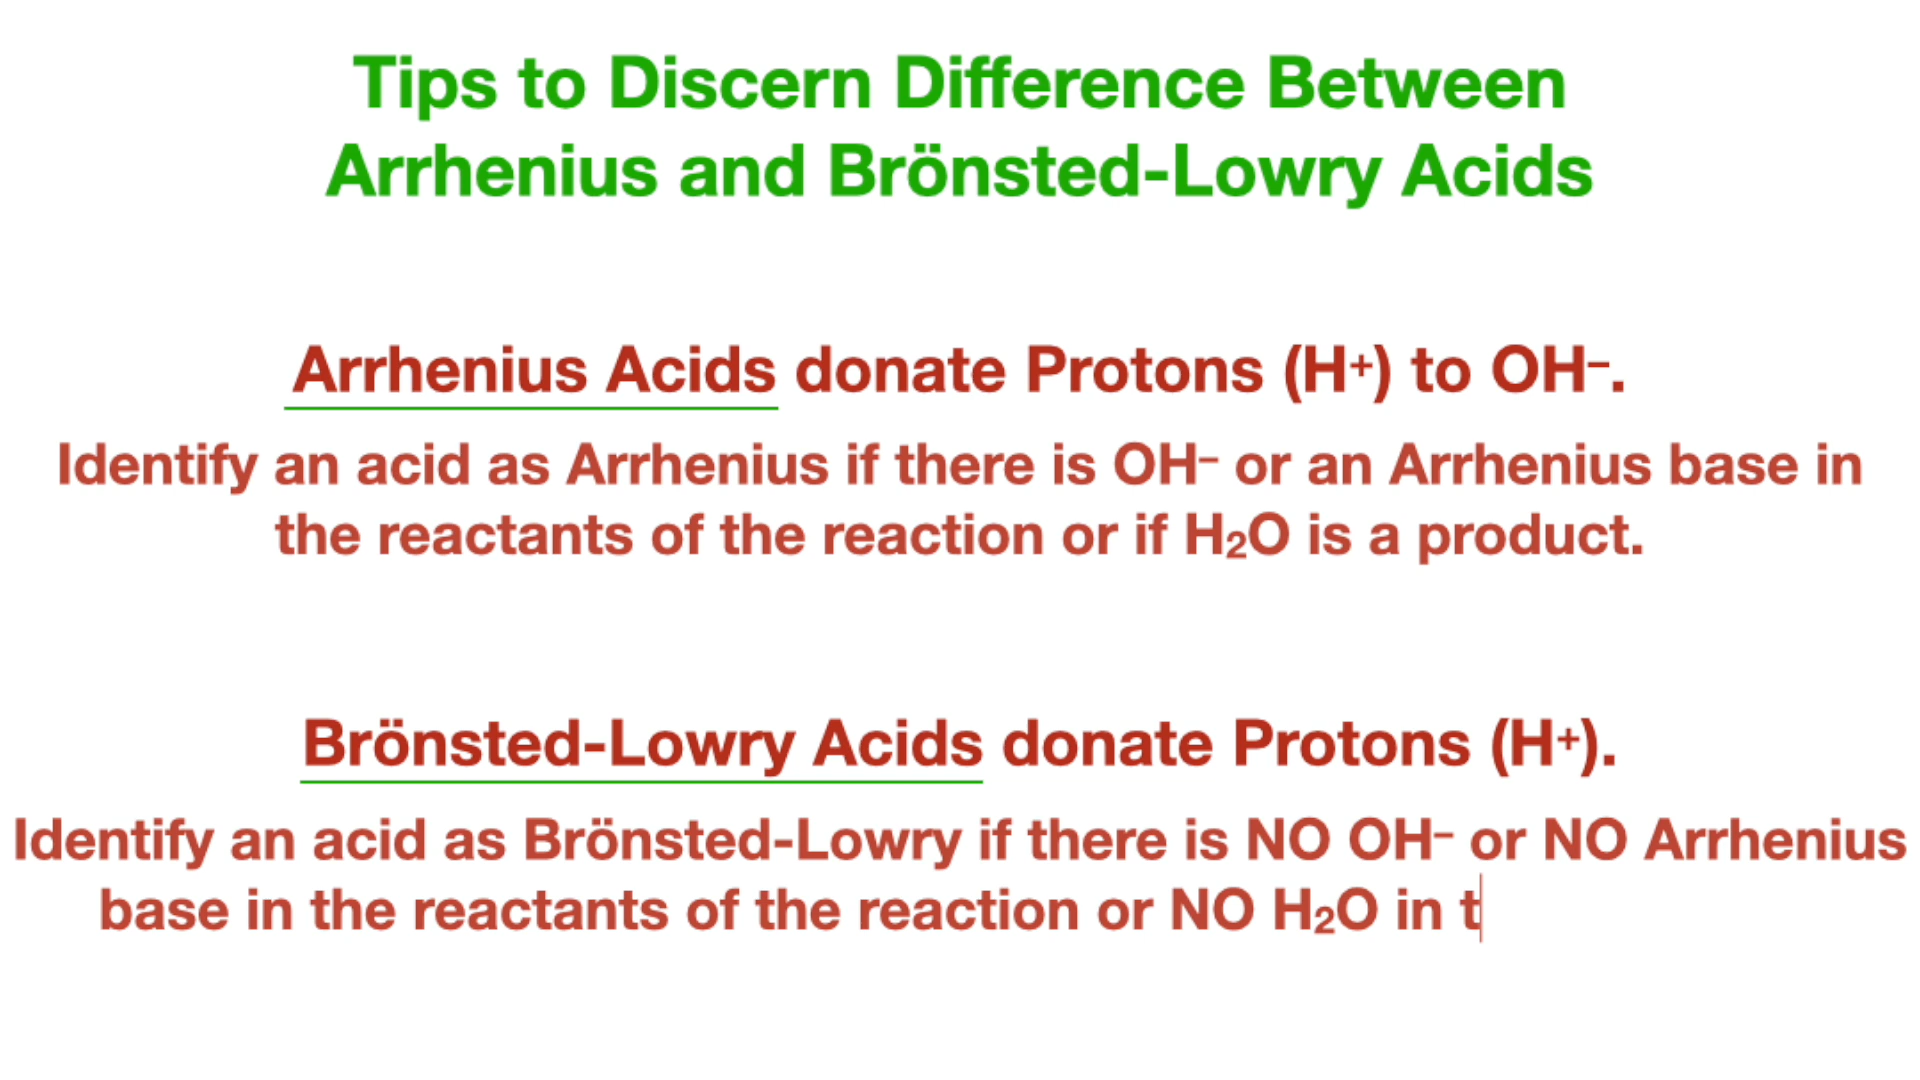 Tips to Discern Difference Between
Arrhenius and Brönsted-Lowry Acids
Arrhenius Acids donate Protons (H⁺) to OH⁻.
Identify an acid as Arrhenius if there is OH⁻ or an Arrhenius base in
the reactants of the reaction or if H₂O is a product.
Brönsted-Lowry Acids donate Protons (H⁺).
Identify an acid as Brönsted-Lowry if there is NO OH⁻ or NO Arrhenius
base in the reactants of the reaction or NO H₂O in t